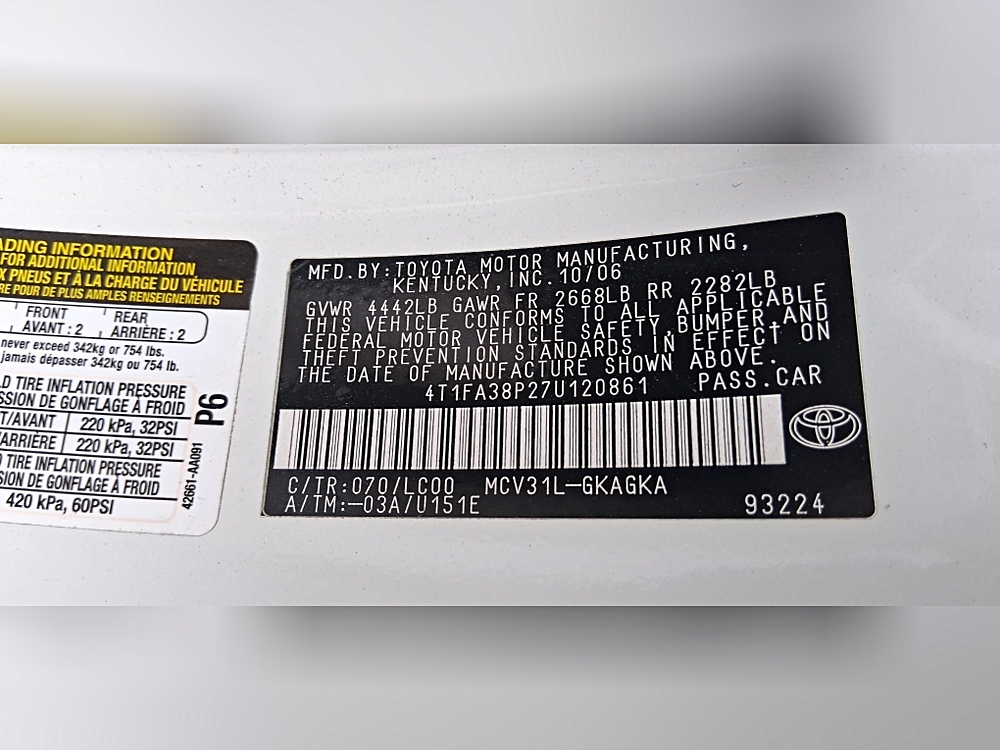 ADING INFORMATION
FOR ADDITIONAL INFORMATION
X PNEUS ET À LA CHARGE DU VÉHICULE
RE POUR DE PLUS AMPLES RENSEIGNEMENTS
FRONT
AVANT : 2
REAR
ARRIÈRE : 2
never exceed 342kg or 754 lbs.
jamais dépasser 342kg ou 754 lb.
D TIRE INFLATION PRESSURE
SION DE GONFLAGE À FROID
T/AVANT 220 kPa, 32PSI
ARRIÈRE 220 kPa, 32PSI
TIRE INFLATION PRESSURE
SION DE GONFLAGE À FROID
420 kPa, 60PSI
P6
42661-AA091
MFD.BY:TOYOTA MOTOR MANUFACTURING,
KENTUCKY,INC.10/06
GVWR 4442LB GAWR FR 2668LB RR 2282LB
THIS VEHICLE CONFORMS TO ALL APPLICABLE
FEDERAL MOTOR VEHICLE SAFETY,BUMPER,AND
THEFT PREVENTION STANDARDS IN EFFECT ON
THE DATE OF MANUFACTURE SHOWN ABOVE.
4T1FA38P27U120861 PASS.CAR
C/TR:070/LC00 MCV31L-GKAGKA
A/TM:-03A/U151E 93224